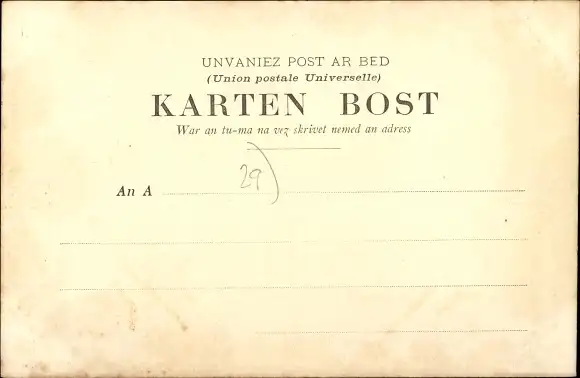 UNVANIEZ POST AR BED
(Union postale Universelle)
KARTEN BOST
War an tu-ma na vez skrivet nemed an adress
29)
An A